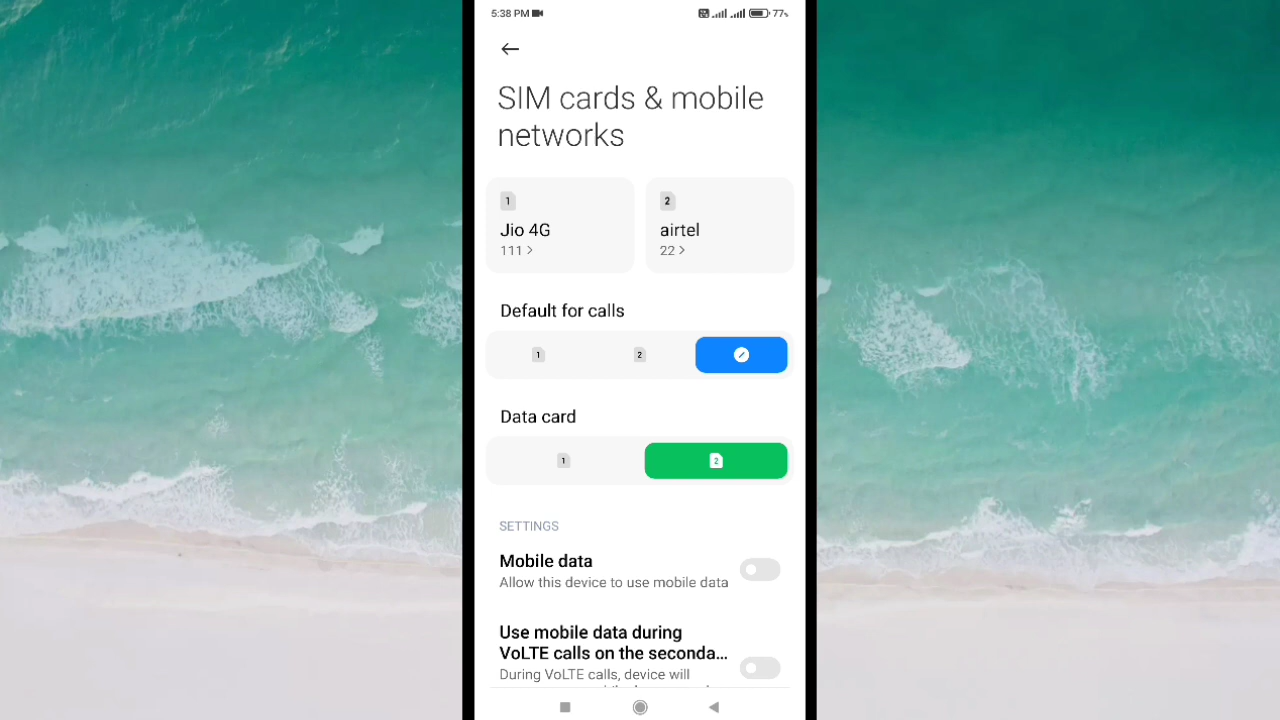 5:38 PM 77%
SIM cards & mobile
networks
1 2
Jio 4G airtel
111 > 22 >
Default for calls
1 2
Data card
1 2
SETTINGS
Mobile data
Allow this device to use mobile data
Use mobile data during
VoLTE calls on the seconda...
During VoLTE calls, device will